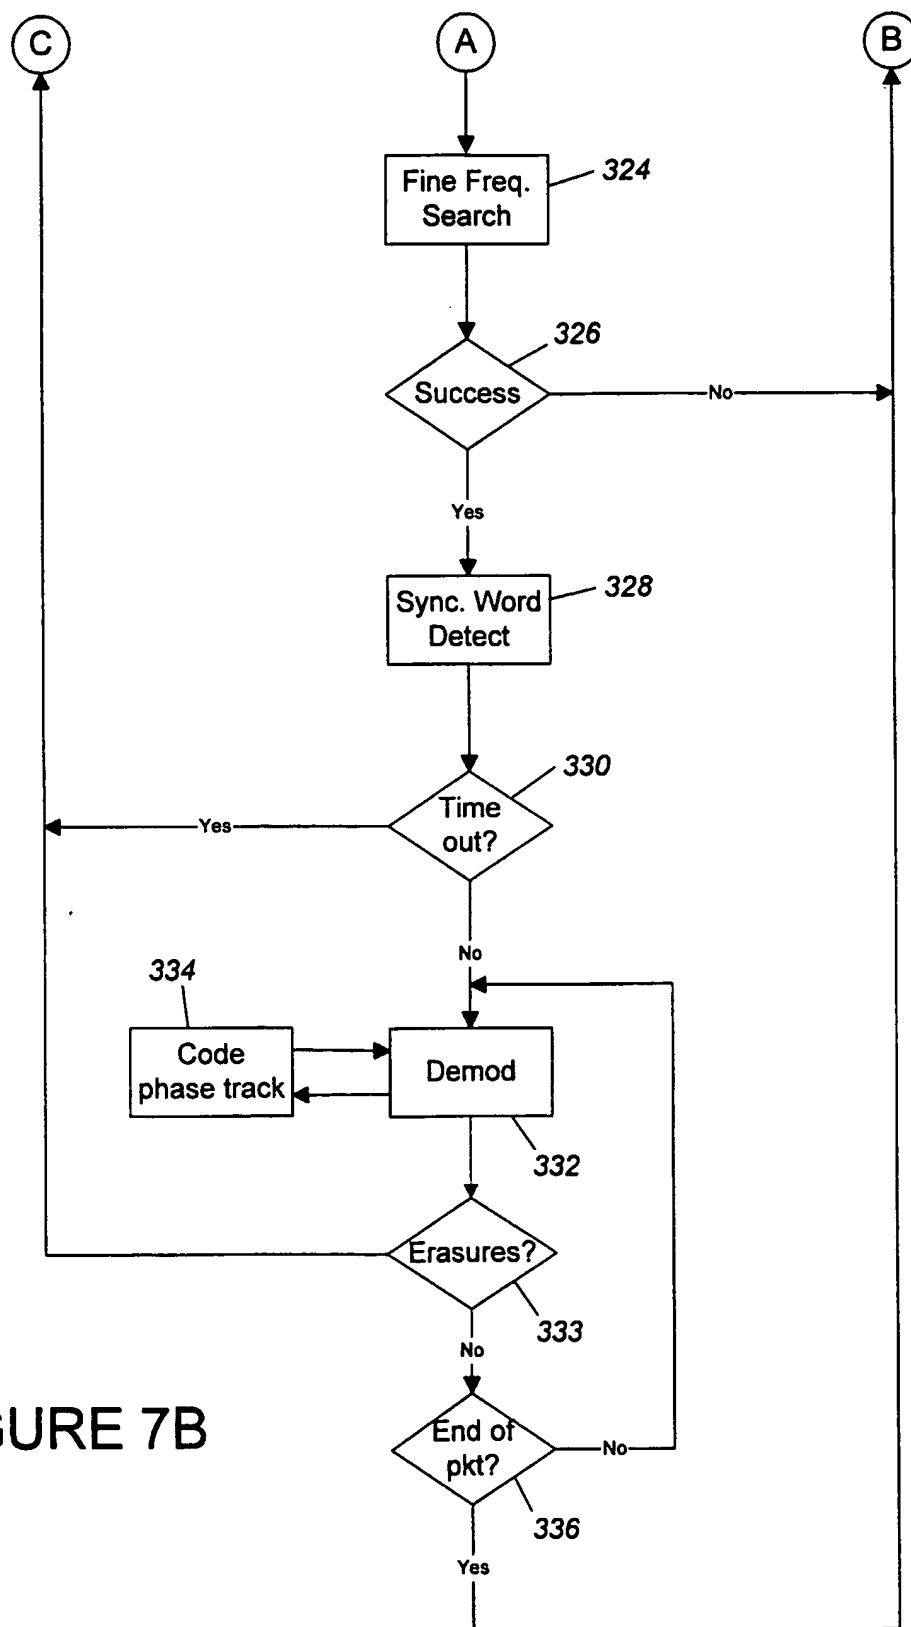 C
A
B
Fine Freq.
Search
324
326
Success
No
Yes
Sync. Word
Detect
328
330
Time
out?
Yes
No
334
Code
phase track
Demod
332
Erasures?
333
No
End of
pkt?
No
336
Yes
GURE 7B